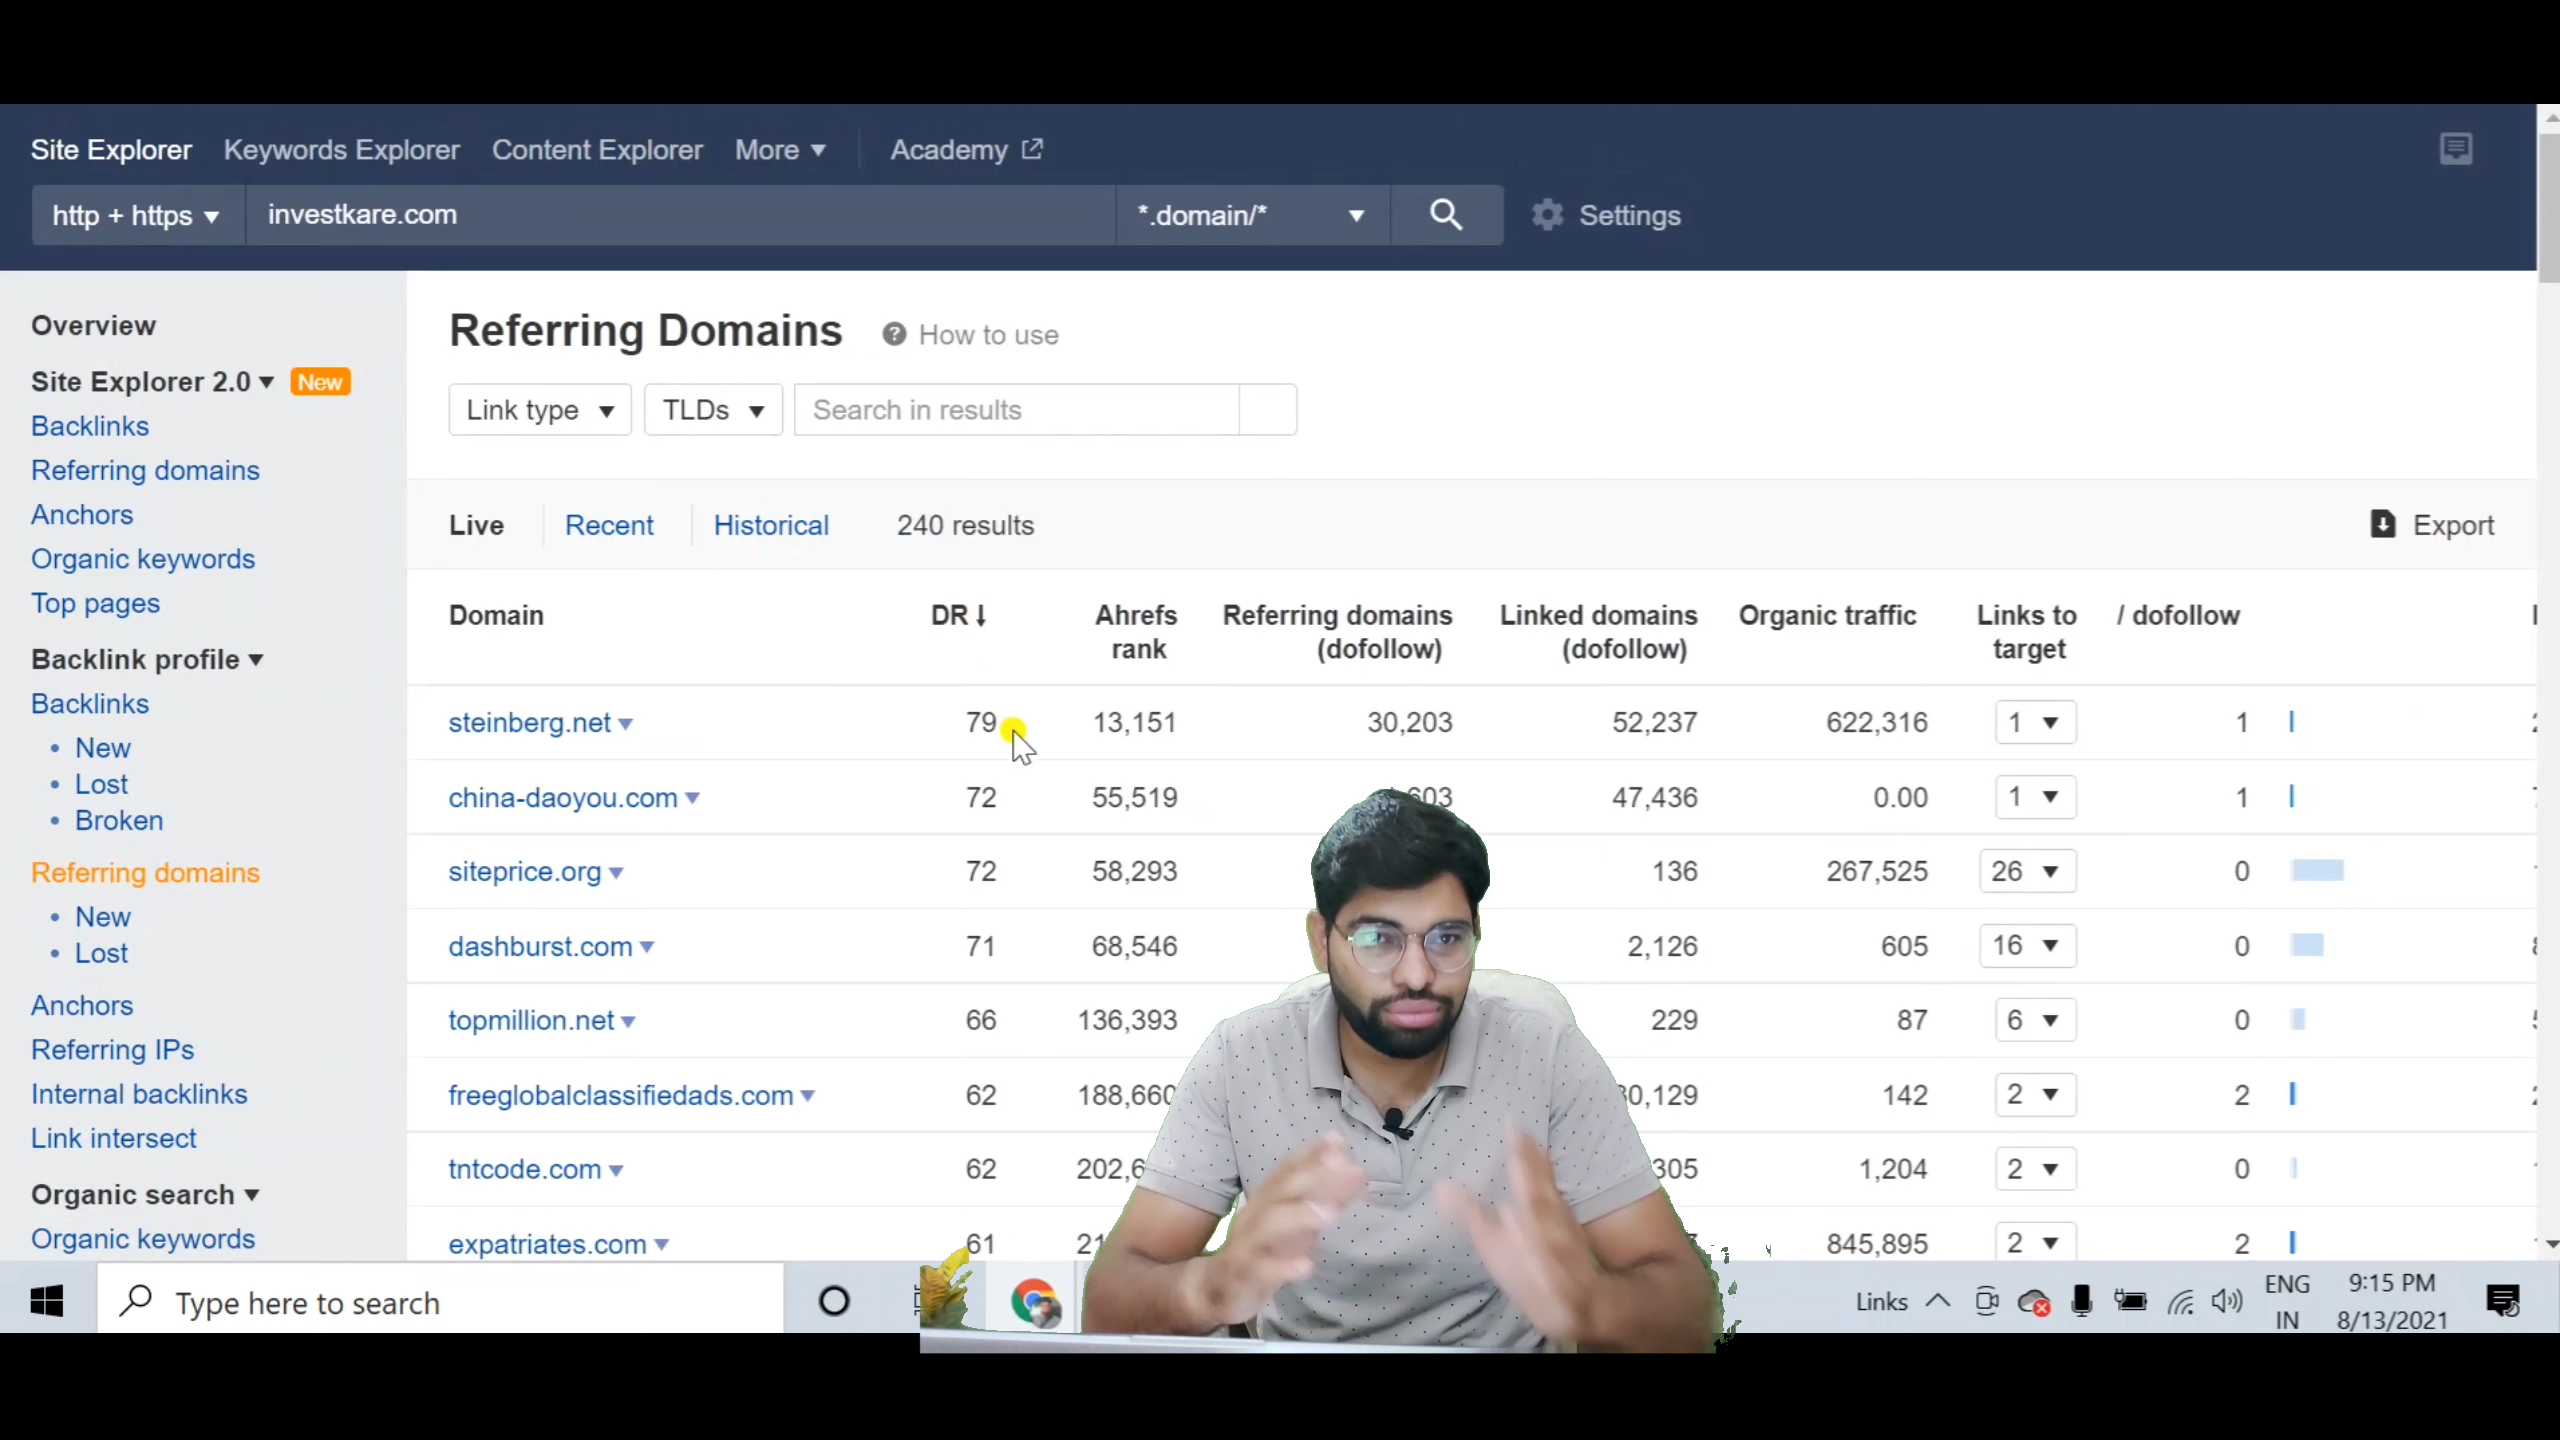 Site Explorer Keywords Explorer Content Explorer More Academy
http + https investkare.com *.domain/* Settings
Overview
Site Explorer 2.0 New
Backlinks
Referring domains
Anchors
Organic keywords
Top pages
Backlink profile
Backlinks
New
Lost
Broken
Referring domains
New
Lost
Anchors
Referring IPs
Internal backlinks
Link intersect
Organic search
Organic keywords
Referring Domains How to use
Link type TLDs Search in results
Live Recent Historical 240 results Export
Domain DR↓ Ahrefs rank Referring domains (dofollow) Linked domains (dofollow) Organic traffic Links to target / dofollow
steinberg.net 79 13,151 30,203 52,237 622,316 1 1
china-daoyou.com 72 55,519 47,436 0.00 1 1
siteprice.org 72 58,293 136 267,525 26 0
dashburst.com 71 68,546 2,126 605 16 0
topmillion.net 66 136,393 229 87 6 0
freeglobalclassifiedads.com 62 188,660 142 2 2
tntcode.com 62 1,204 2 0
expatriates.com 61 845,895 2 2
Type here to search Links ENG 9:15 PM
IN 8/13/2021